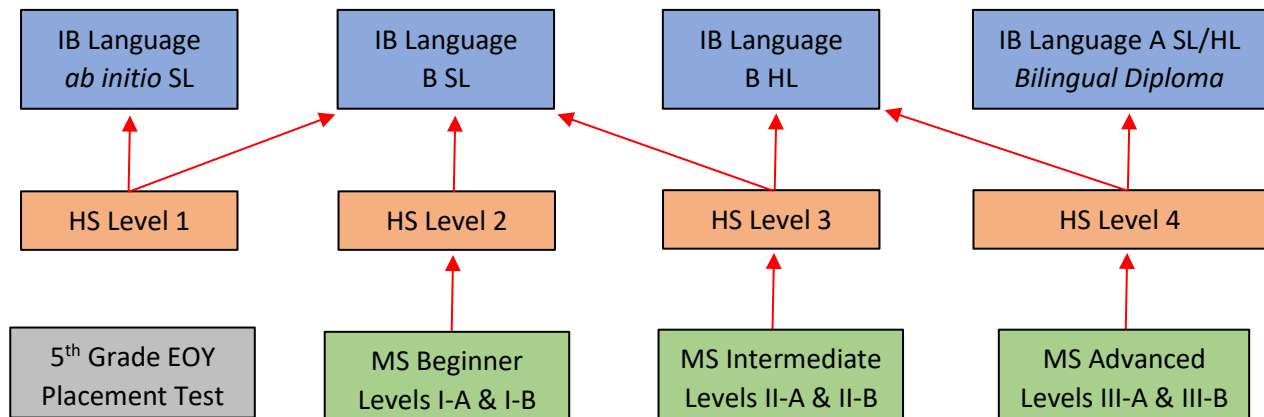 IB Language
ab initio SL
IB Language
B SL
IB Language
B HL
IB Language A SL/HL
Bilingual Diploma
HS Level 1
HS Level 2
HS Level 3
HS Level 4
5th Grade EOY
Placement Test
MS Beginner
Levels I-A & I-B
MS Intermediate
Levels II-A & II-B
MS Advanced
Levels III-A & III-B